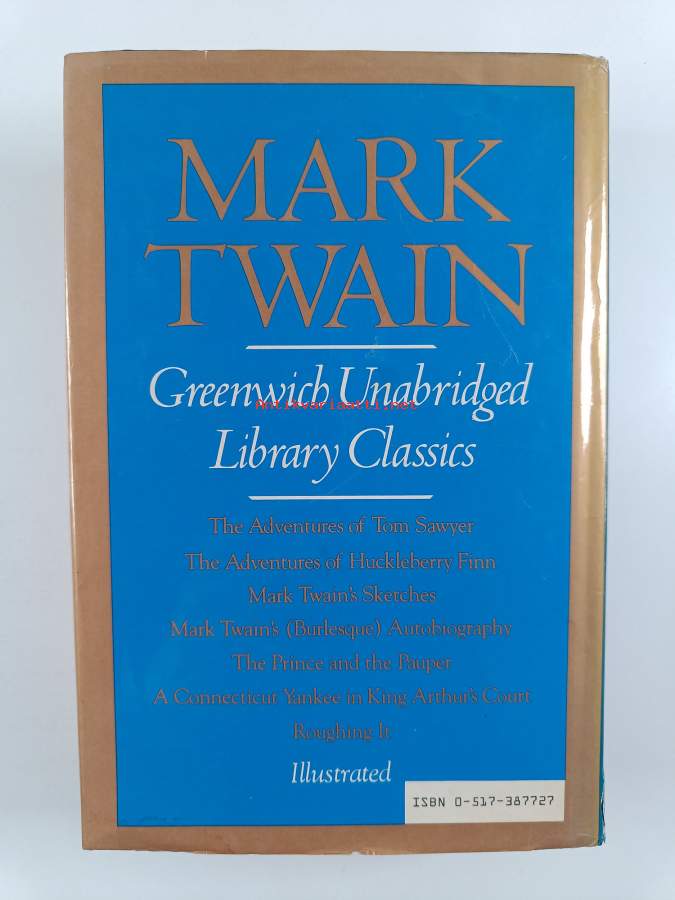 MARK
TWAIN
Greenwich Unabridged
Antikvariaatti.net
Library Classics
The Adventures of Tom Sawyer
The Adventures of Huckleberry Finn
Mark Twain's Sketches
Mark Twain's (Burlesque) Autobiography
The Prince and the Pauper
A Connecticut Yankee in King Arthur's Court
Roughing It
Illustrated
ISBN 0-517-387727